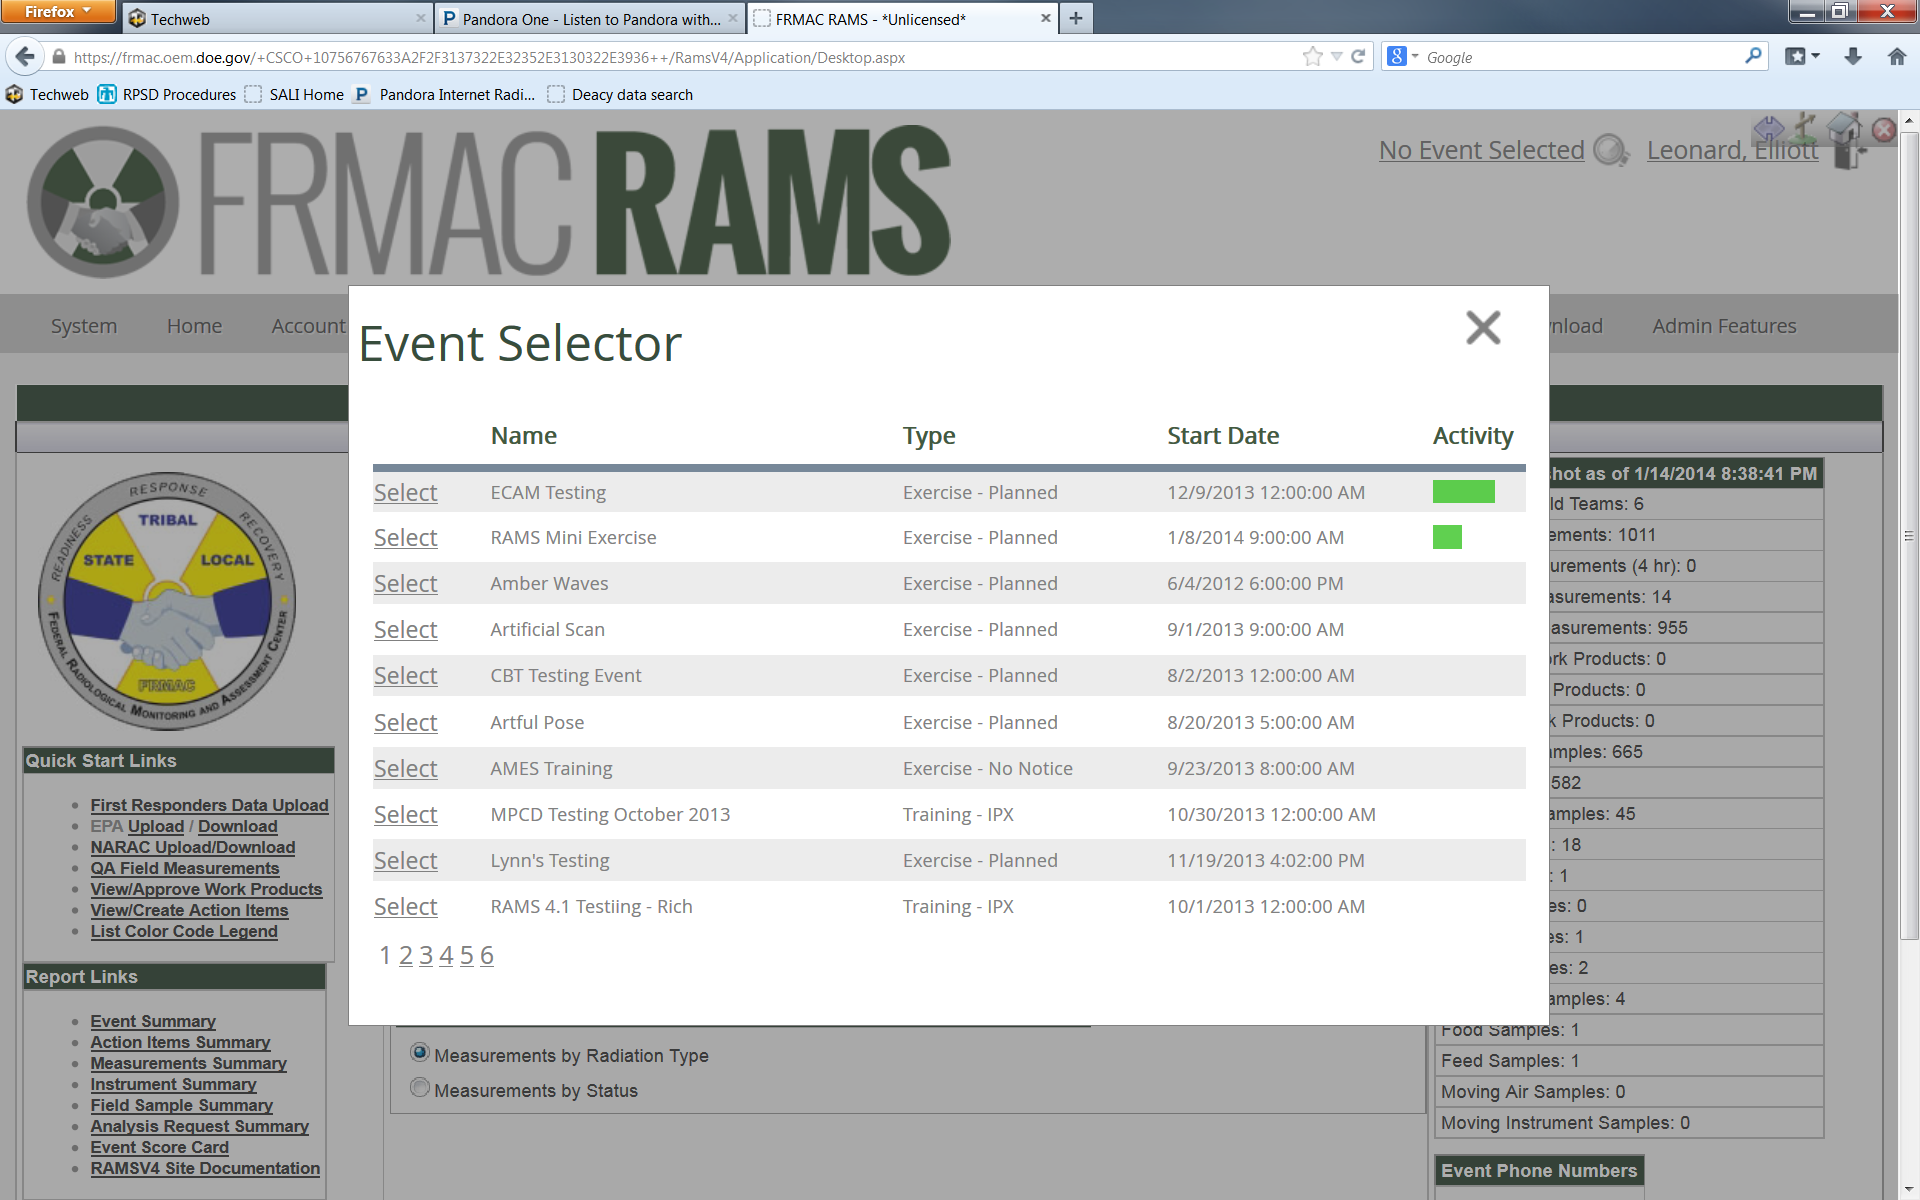 Firefox
Techweb
Pandora One - Listen to Pandora with...
FRMAC RAMS - *Unlicensed*
https://frmac.oem.doe.gov/+CSCO+10756767633A2F2F3137322E32352E3130322E3936++/RamsV4/Application/Desktop.aspx
Google
Techweb RPSD Procedures SALI Home Pandora Internet Radi... Deacy data search
FRMAC RAMS
No Event Selected Leonard, Elliott
System Home Account nload Admin Features
Event Selector
Name Type Start Date Activity
Select ECAM Testing Exercise - Planned 12/9/2013 12:00:00 AM
Select RAMS Mini Exercise Exercise - Planned 1/8/2014 9:00:00 AM
Select Amber Waves Exercise - Planned 6/4/2012 6:00:00 PM
Select Artificial Scan Exercise - Planned 9/1/2013 9:00:00 AM
Select CBT Testing Event Exercise - Planned 8/2/2013 12:00:00 AM
Select Artful Pose Exercise - Planned 8/20/2013 5:00:00 AM
Select AMES Training Exercise - No Notice 9/23/2013 8:00:00 AM
Select MPCD Testing October 2013 Training - IPX 10/30/2013 12:00:00 AM
Select Lynn's Testing Exercise - Planned 11/19/2013 4:02:00 PM
Select RAMS 4.1 Testiing - Rich Training - IPX 10/1/2013 12:00:00 AM
1 2 3 4 5 6
READINESS RESPONSE RECOVERY
TRIBAL
STATE LOCAL
FRMAC
FEDERAL RADIOLOGICAL MONITORING AND ASSESSMENT CENTER
Quick Start Links
First Responders Data Upload
EPA Upload / Download
NARAC Upload/Download
QA Field Measurements
View/Approve Work Products
View/Create Action Items
List Color Code Legend
Report Links
Event Summary
Action Items Summary
Measurements Summary
Instrument Summary
Field Sample Summary
Analysis Request Summary
Event Score Card
RAMSV4 Site Documentation
Measurements by Radiation Type
Measurements by Status
hot as of 1/14/2014 8:38:41 PM
ld Teams: 6
ements: 1011
urements (4 hr): 0
asurements: 14
easurements: 955
rk Products: 0
Products: 0
k Products: 0
amples: 665
582
amples: 45
: 18
: 1
es: 0
es: 1
es: 2
amples: 4
Food Samples: 1
Feed Samples: 1
Moving Air Samples: 0
Moving Instrument Samples: 0
Event Phone Numbers